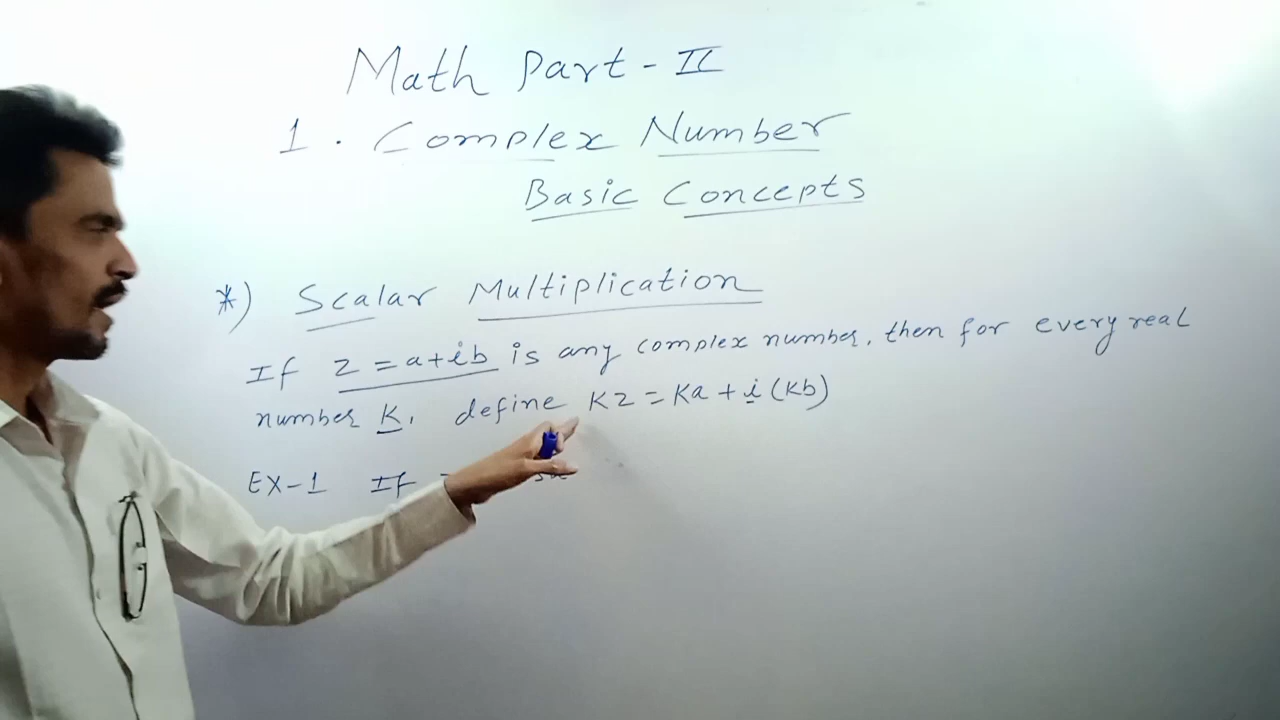 Math Part - II
1. Complex Number
Basic Concepts
*) Scalar Multiplication
If z = a+ib is any complex number, then for every real
number K, define Kz = Ka + i (Kb)
EX-1 If